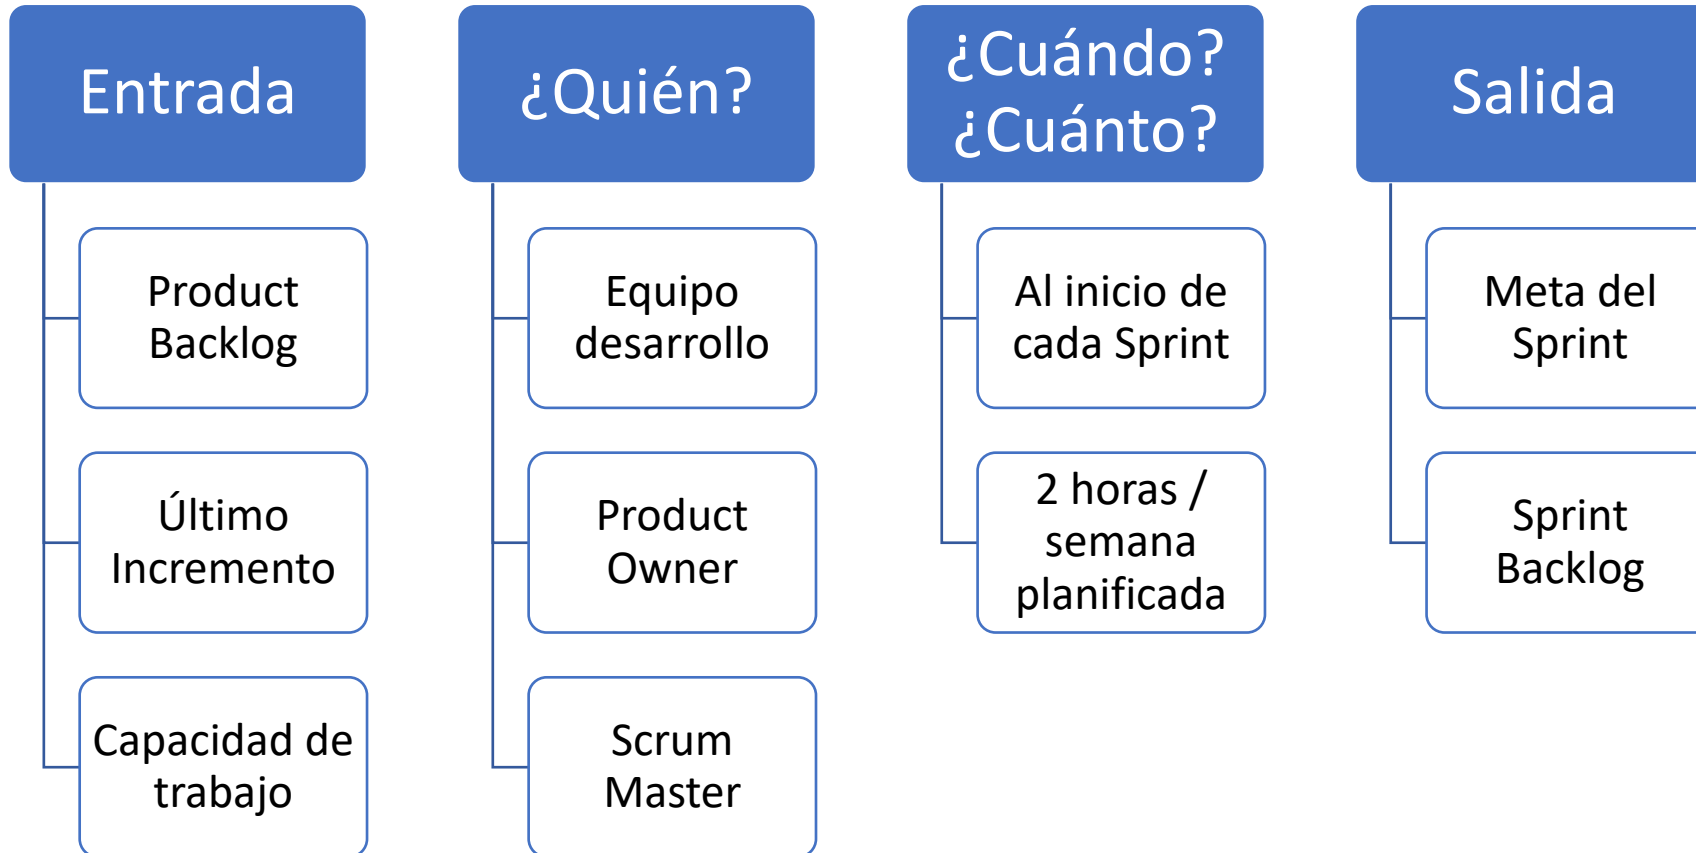 Entrada
Product
Backlog
Último
Incremento
Capacidad de
trabajo
¿Quién?
Equipo
desarrollo
Product
Owner
Scrum
Master
¿Cuándo?
¿Cuánto?
Al inicio de
cada Sprint
2 horas /
semana
planificada
Salida
Meta del
Sprint
Sprint
Backlog